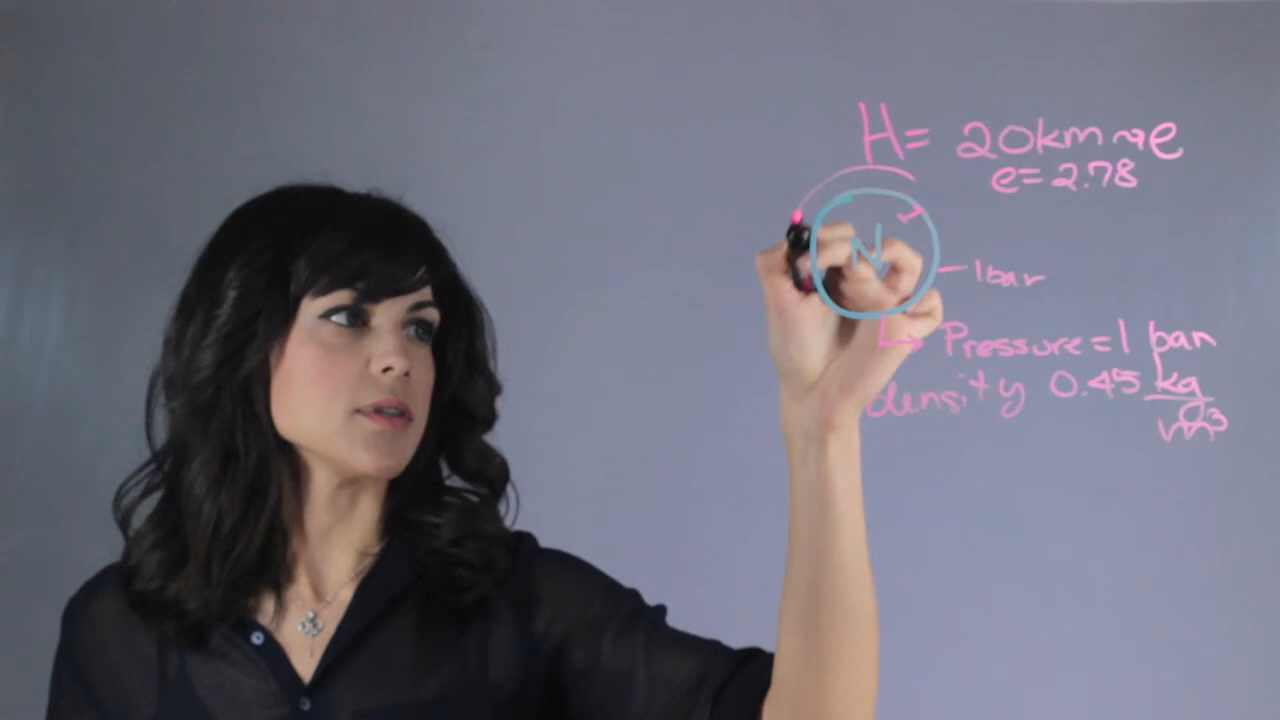 H= 20km → e
e= 2.78
N
- 1bar
Pressure = 1 bar
density 0.45 kg/m³